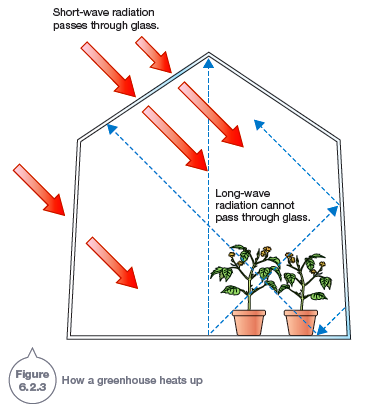 Short-wave radiation
passes through glass.
Long-wave
radiation cannot
pass through glass.
Figure
6.2.3
How a greenhouse heats up